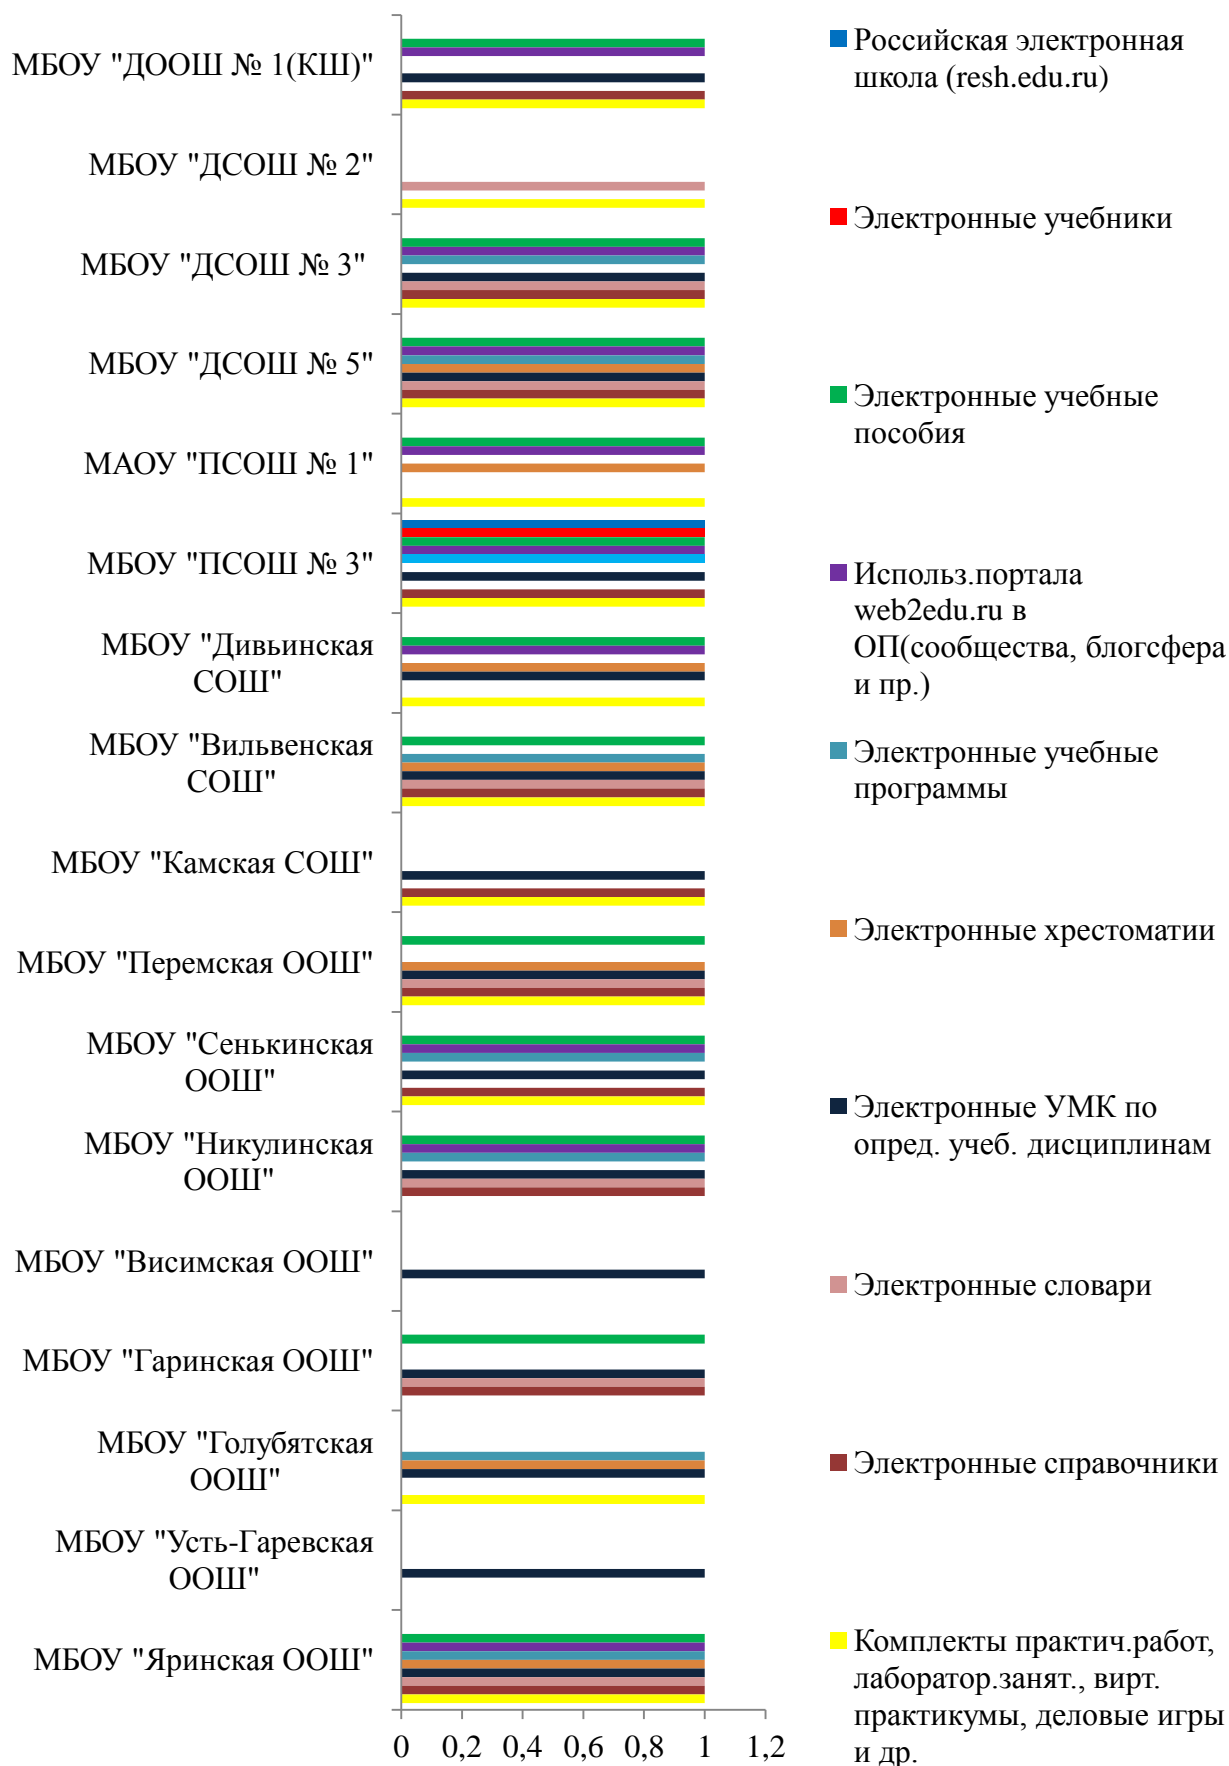 МБОУ "ДООШ № 1(КШ)"
МБОУ "ДСОШ № 2"
МБОУ "ДСОШ № 3"
МБОУ "ДСОШ № 5"
МАОУ "ПСОШ № 1"
МБОУ "ПСОШ № 3"
МБОУ "Дивьинская
СОШ"
МБОУ "Вильвенская
СОШ"
МБОУ "Камская СОШ"
МБОУ "Перемская ООШ"
МБОУ "Сенькинская
ООШ"
МБОУ "Никулинская
ООШ"
МБОУ "Висимская ООШ"
МБОУ "Гаринская ООШ"
МБОУ "Голубятская
ООШ"
МБОУ "Усть-Гаревская
ООШ"
МБОУ "Яринская ООШ"
0 0,2 0,4 0,6 0,8 1 1,2
Российская электронная
школа (resh.edu.ru)
Электронные учебники
Электронные учебные
пособия
Использ.портала
web2edu.ru в
ОП(сообщества, блогсфера
и пр.)
Электронные учебные
программы
Электронные хрестоматии
Электронные УМК по
опред. учеб. дисциплинам
Электронные словари
Электронные справочники
Комплекты практич.работ,
лаборатор.занят., вирт.
практикумы, деловые игры
и др.